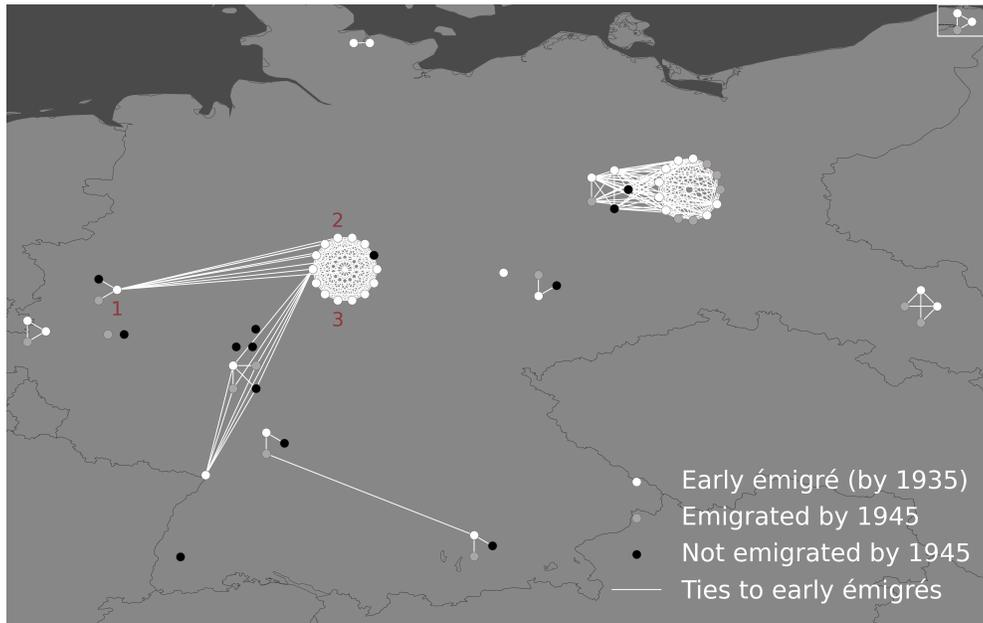 2
1
3
Early émigré (by 1935)
Emigrated by 1945
Not emigrated by 1945
Ties to early émigrés